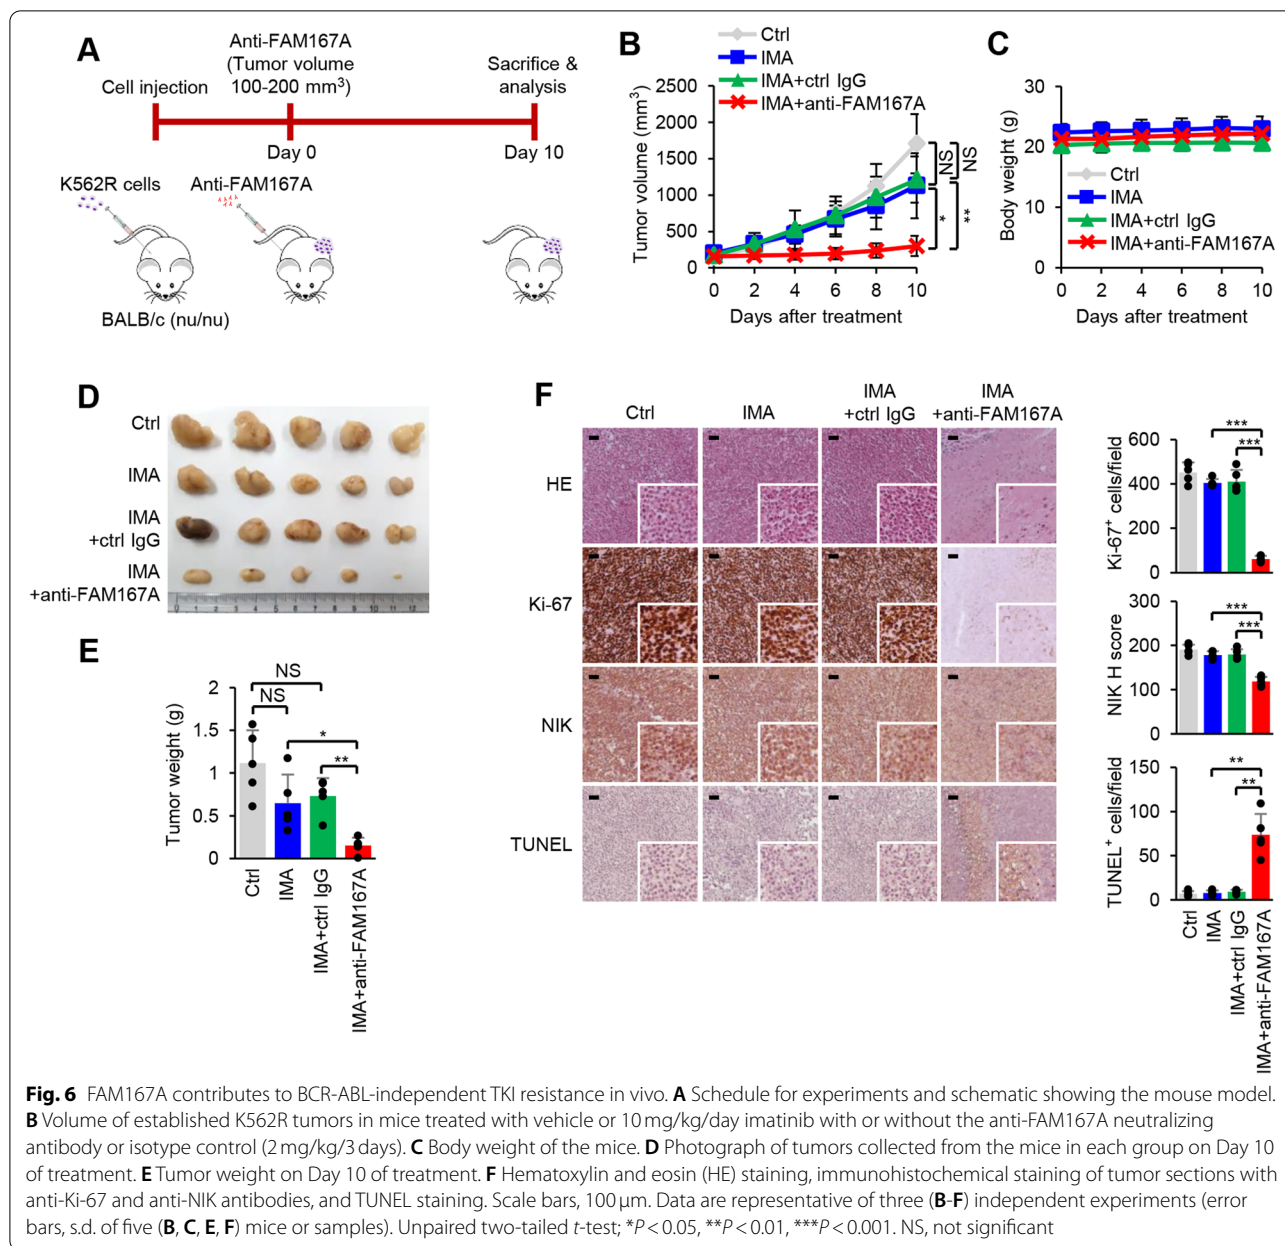 A
Anti-FAM167A
(Tumor volume
100-200 mm³)
Cell injection
Sacrifice &
analysis
Day 0
Day 10
K562R cells
Anti-FAM167A
BALB/c (nu/nu)
B
Ctrl
IMA
IMA+ctrl IgG
IMA+anti-FAM167A
Tumor volume (mm³)
2500
2000
1500
1000
500
0
NS
NS
*
**
0 2 4 6 8 10
Days after treatment
C
Body weight (g)
30
20
10
0
Ctrl
IMA
IMA+ctrl IgG
IMA+anti-FAM167A
0 2 4 6 8 10
Days after treatment
D
Ctrl
IMA
IMA
+ctrl IgG
IMA
+anti-FAM167A
0 1 2 3 4 5 6 7 8 9 10 11 12
E
Tumor weight (g)
2
1.5
1
0.5
0
NS
NS
*
**
Ctrl
IMA
IMA+ctrl IgG
IMA+anti-FAM167A
F
Ctrl
IMA
IMA
+ctrl IgG
IMA
+anti-FAM167A
HE
Ki-67
NIK
TUNEL
Ki-67⁺ cells/field
600
400
200
0
***
***
NIK H score
300
200
100
0
***
***
TUNEL⁺ cells/field
150
100
50
0
**
**
Ctrl
IMA
IMA+ctrl IgG
IMA+anti-FAM167A
Fig. 6 FAM167A contributes to BCR-ABL-independent TKI resistance in vivo. A Schedule for experiments and schematic showing the mouse model.
B Volume of established K562R tumors in mice treated with vehicle or 10 mg/kg/day imatinib with or without the anti-FAM167A neutralizing
antibody or isotype control (2 mg/kg/3 days). C Body weight of the mice. D Photograph of tumors collected from the mice in each group on Day 10
of treatment. E Tumor weight on Day 10 of treatment. F Hematoxylin and eosin (HE) staining, immunohistochemical staining of tumor sections with
anti-Ki-67 and anti-NIK antibodies, and TUNEL staining. Scale bars, 100 μm. Data are representative of three (B-F) independent experiments (error
bars, s.d. of five (B, C, E, F) mice or samples). Unpaired two-tailed t-test; *P < 0.05, **P < 0.01, ***P < 0.001. NS, not significant